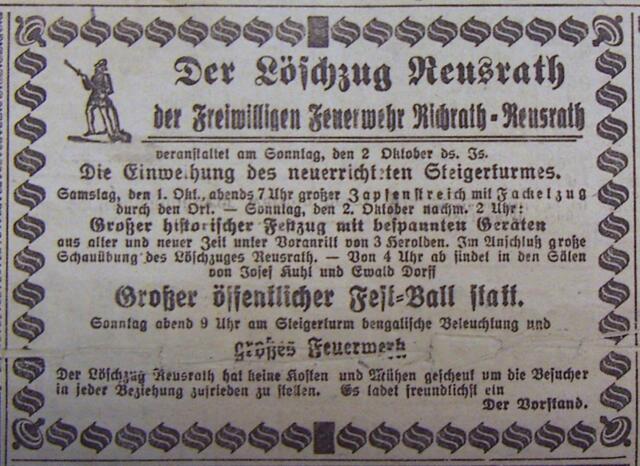 Der Löschzug Reusrath
der Freiwilligen Feuerwehr Richrath-Reusrath
veranstaltet am Sonntag, den 2 Oktober ds. Js.
Die Einweihung des neuerrichteten Steigerturmes.
Samstag, den 1. Okt., abends 7 Uhr großer Zapfenstreich mit Fackelzug
durch den Ort. — Sonntag, den 2. Oktober nachm. 2 Uhr:
Großer historischer Festzug mit bespannten Geräten
aus alter und neuer Zeit unter Voranritt von 3 Herolden. Im Anschluß große
Schauübung des Löschzuges Reusrath. — Von 4 Uhr ab findet in den Sälen
von Josef Kuhl und Ewald Dorff
Großer öffentlicher Fest-Ball statt.
Sonntag abend 9 Uhr am Steigerturm bengalische Beleuchtung und
großes Feuerwerk
Der Löschzug Reusrath hat keine Kosten und Mühen gescheut um die Besucher
in jeder Beziehung zufrieden zu stellen. Es ladet freundlichst ein
Der Vorstand.